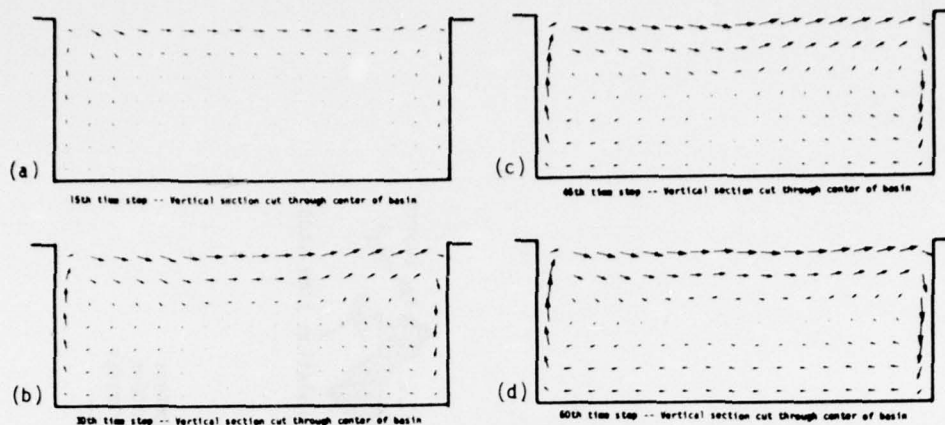 (a)
15th time step -- Vertical section cut through center of basin
(b)
30th time step -- Vertical section cut through center of basin
(c)
45th time step -- Vertical section cut through center of basin
(d)
60th time step -- Vertical section cut through center of basin